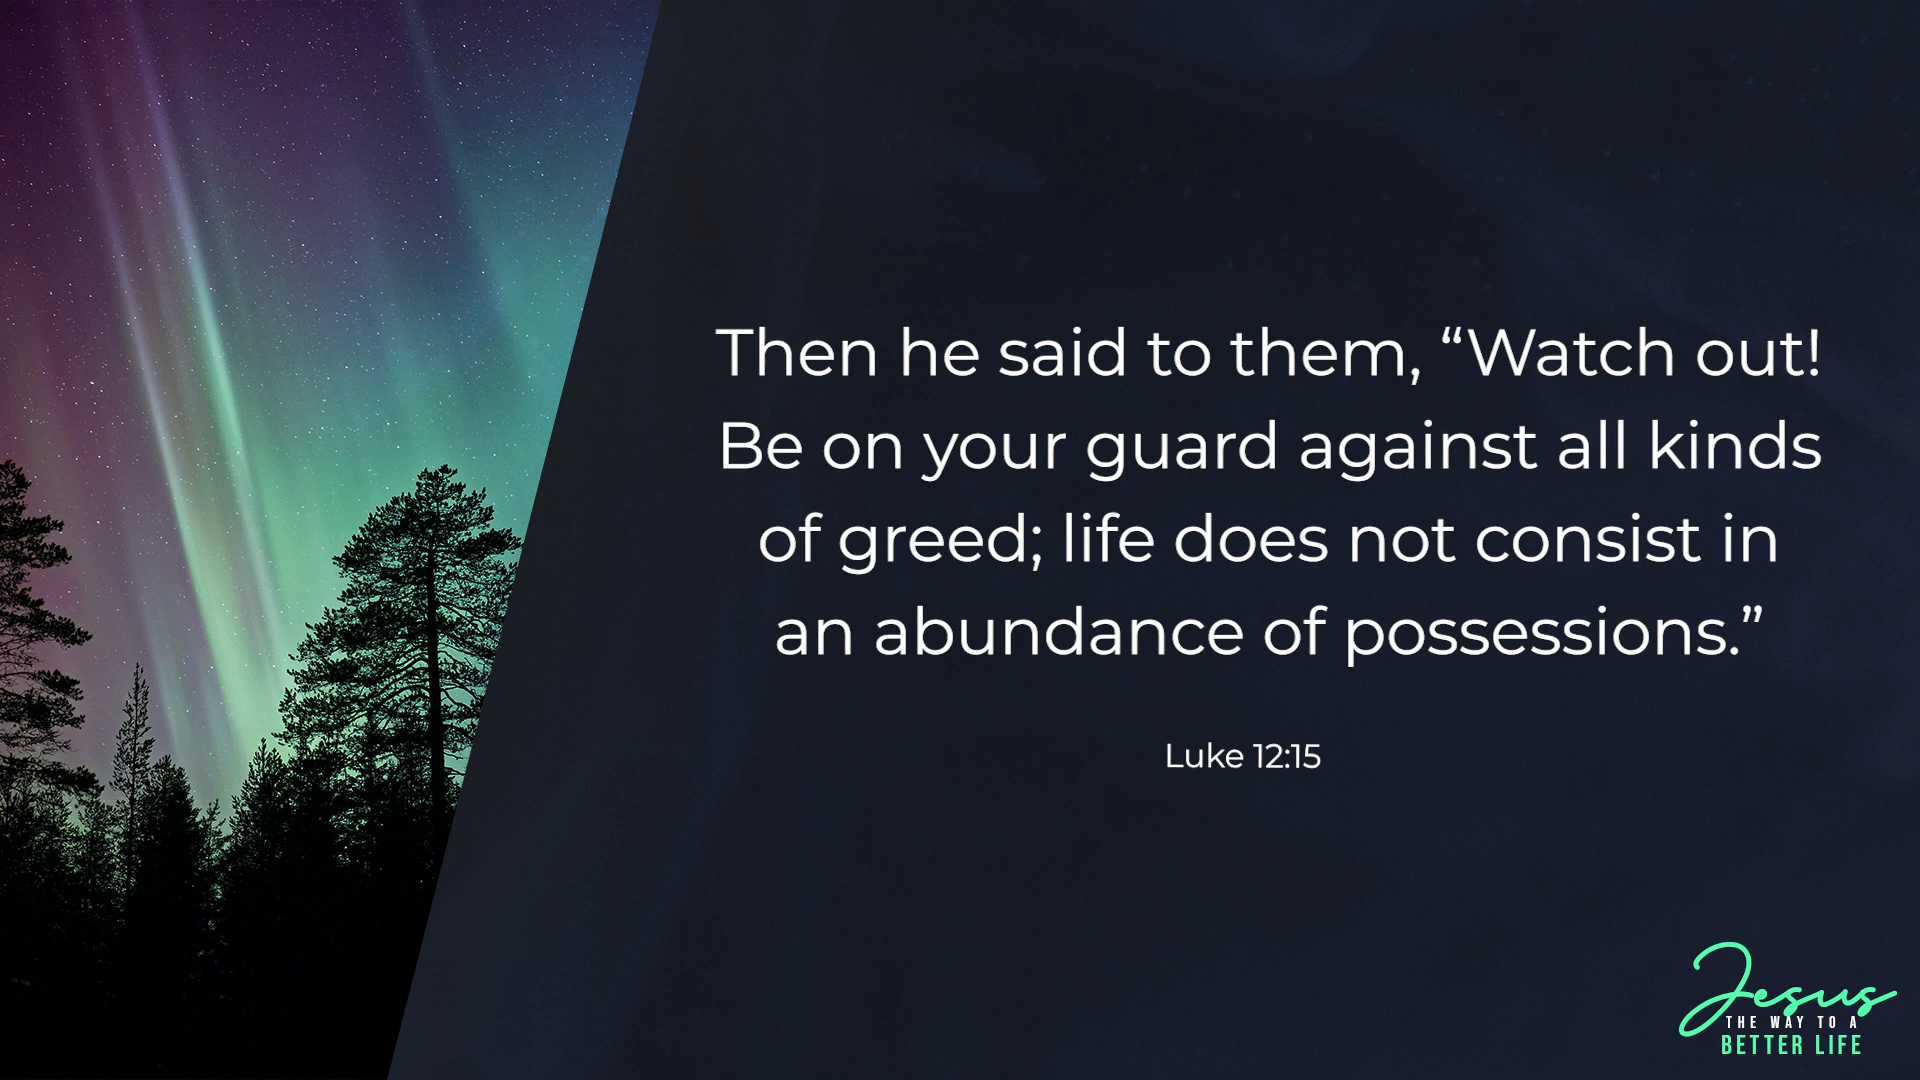 Then he said to them, “Watch out!
Be on your guard against all kinds
of greed; life does not consist in
an abundance of possessions.”
Luke 12:15
Jesus
THE WAY TO A
BETTER LIFE